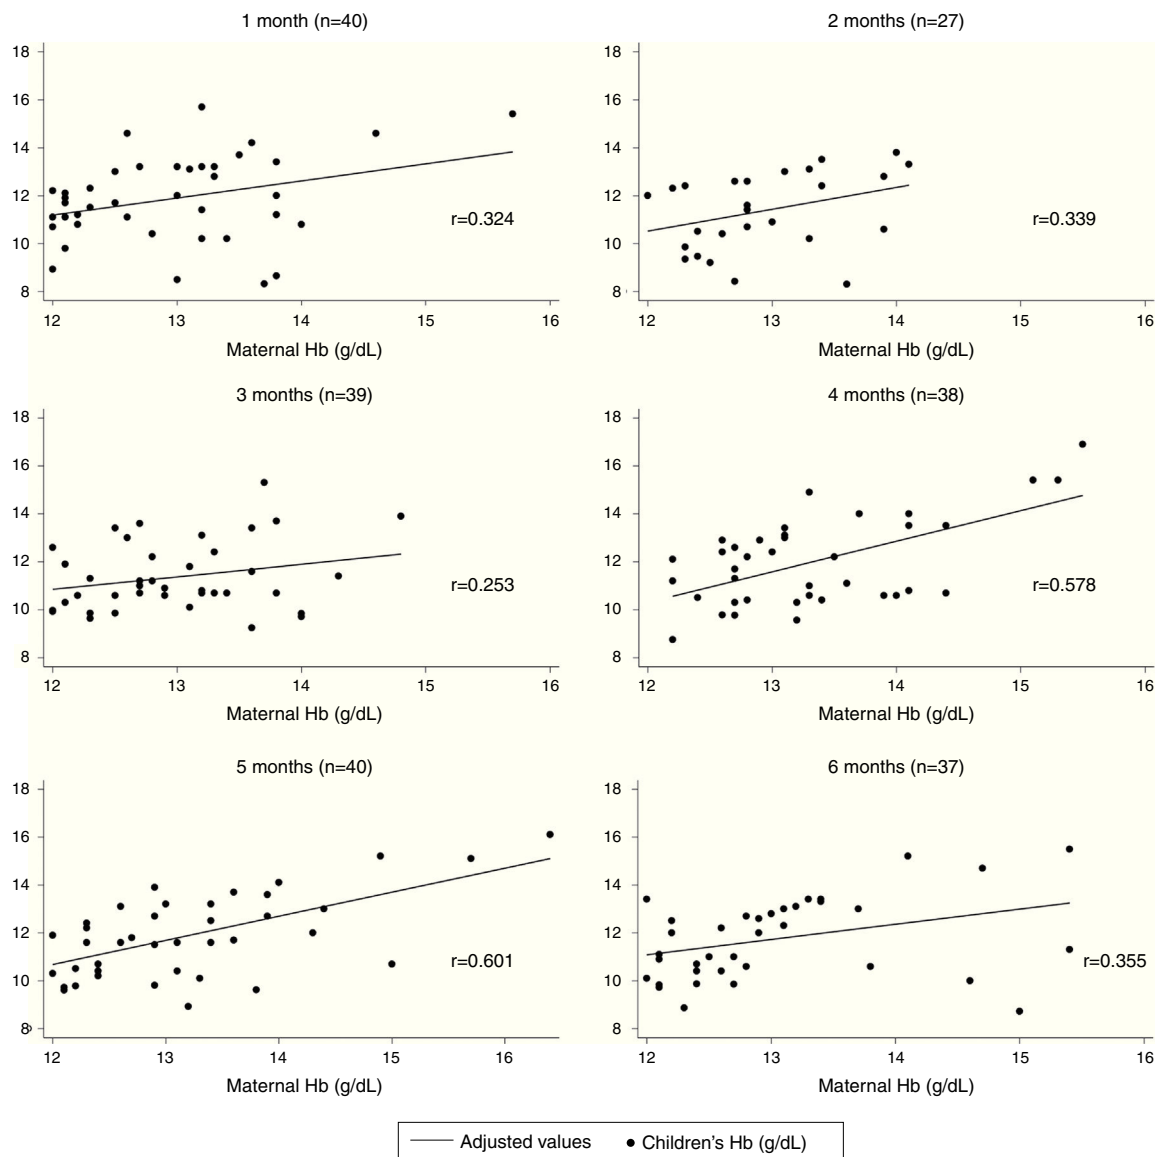 1 month (n=40)
2 months (n=27)
18
16
14
12
10
8
r=0.324
12 13 14 15 16
Maternal Hb (g/dL)
18
16
14
12
10
8
r=0.339
12 13 14 15 16
Maternal Hb (g/dL)
3 months (n=39)
4 months (n=38)
18
16
14
12
10
8
r=0.253
12 13 14 15 16
Maternal Hb (g/dL)
18
16
14
12
10
8
r=0.578
12 13 14 15 16
Maternal Hb (g/dL)
5 months (n=40)
6 months (n=37)
18
16
14
12
10
8
r=0.601
12 13 14 15 16
Maternal Hb (g/dL)
18
16
14
12
10
8
r=0.355
12 13 14 15 16
Maternal Hb (g/dL)
Adjusted values
Children's Hb (g/dL)